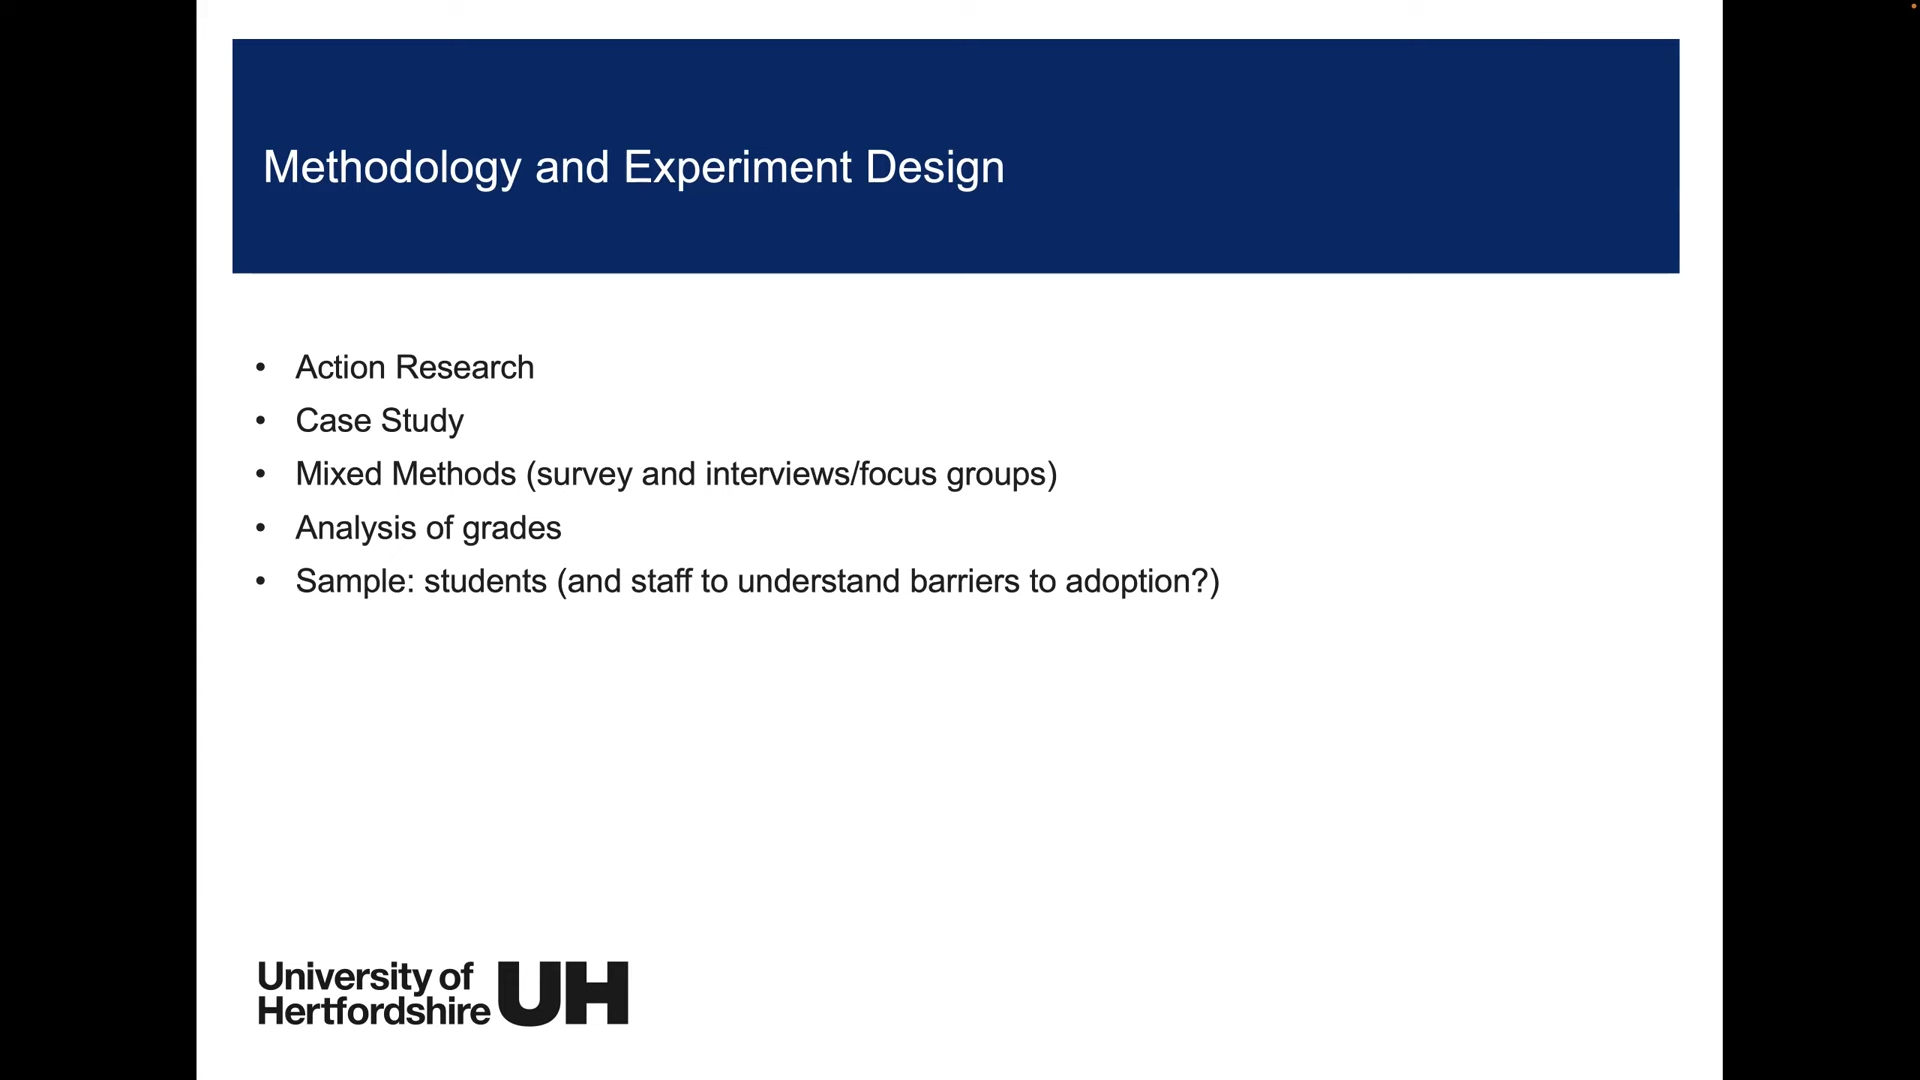 Methodology and Experiment Design
• Action Research
• Case Study
• Mixed Methods (survey and interviews/focus groups)
• Analysis of grades
• Sample: students (and staff to understand barriers to adoption?)
University of
Hertfordshire
UH